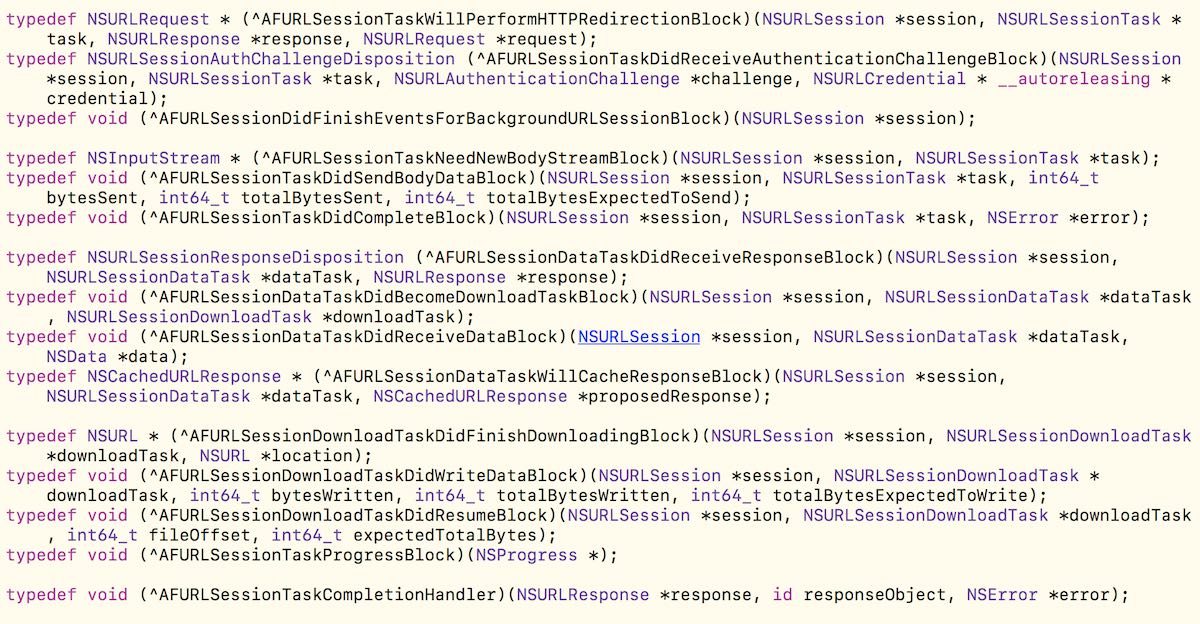 typedef NSURLRequest * (^AFURLSessionTaskWillPerformHTTPRedirectionBlock)(NSURLSession *session, NSURLSessionTask *
task, NSURLResponse *response, NSURLRequest *request);
typedef NSURLSessionAuthChallengeDisposition (^AFURLSessionTaskDidReceiveAuthenticationChallengeBlock)(NSURLSession
*session, NSURLSessionTask *task, NSURLAuthenticationChallenge *challenge, NSURLCredential * __autoreleasing *
credential);
typedef void (^AFURLSessionDidFinishEventsForBackgroundURLSessionBlock)(NSURLSession *session);
typedef NSInputStream * (^AFURLSessionTaskNeedNewBodyStreamBlock)(NSURLSession *session, NSURLSessionTask *task);
typedef void (^AFURLSessionTaskDidSendBodyDataBlock)(NSURLSession *session, NSURLSessionTask *task, int64_t
bytesSent, int64_t totalBytesSent, int64_t totalBytesExpectedToSend);
typedef void (^AFURLSessionTaskDidCompleteBlock)(NSURLSession *session, NSURLSessionTask *task, NSError *error);
typedef NSURLSessionResponseDisposition (^AFURLSessionDataTaskDidReceiveResponseBlock)(NSURLSession *session,
NSURLSessionDataTask *dataTask, NSURLResponse *response);
typedef void (^AFURLSessionDataTaskDidBecomeDownloadTaskBlock)(NSURLSession *session, NSURLSessionDataTask *dataTask
, NSURLSessionDownloadTask *downloadTask);
typedef void (^AFURLSessionDataTaskDidReceiveDataBlock)(NSURLSession *session, NSURLSessionDataTask *dataTask,
NSData *data);
typedef NSCachedURLResponse * (^AFURLSessionDataTaskWillCacheResponseBlock)(NSURLSession *session,
NSURLSessionDataTask *dataTask, NSCachedURLResponse *proposedResponse);
typedef NSURL * (^AFURLSessionDownloadTaskDidFinishDownloadingBlock)(NSURLSession *session, NSURLSessionDownloadTask
*downloadTask, NSURL *location);
typedef void (^AFURLSessionDownloadTaskDidWriteDataBlock)(NSURLSession *session, NSURLSessionDownloadTask *
downloadTask, int64_t bytesWritten, int64_t totalBytesWritten, int64_t totalBytesExpectedToWrite);
typedef void (^AFURLSessionDownloadTaskDidResumeBlock)(NSURLSession *session, NSURLSessionDownloadTask *downloadTask
, int64_t fileOffset, int64_t expectedTotalBytes);
typedef void (^AFURLSessionTaskProgressBlock)(NSProgress *);
typedef void (^AFURLSessionTaskCompletionHandler)(NSURLResponse *response, id responseObject, NSError *error);